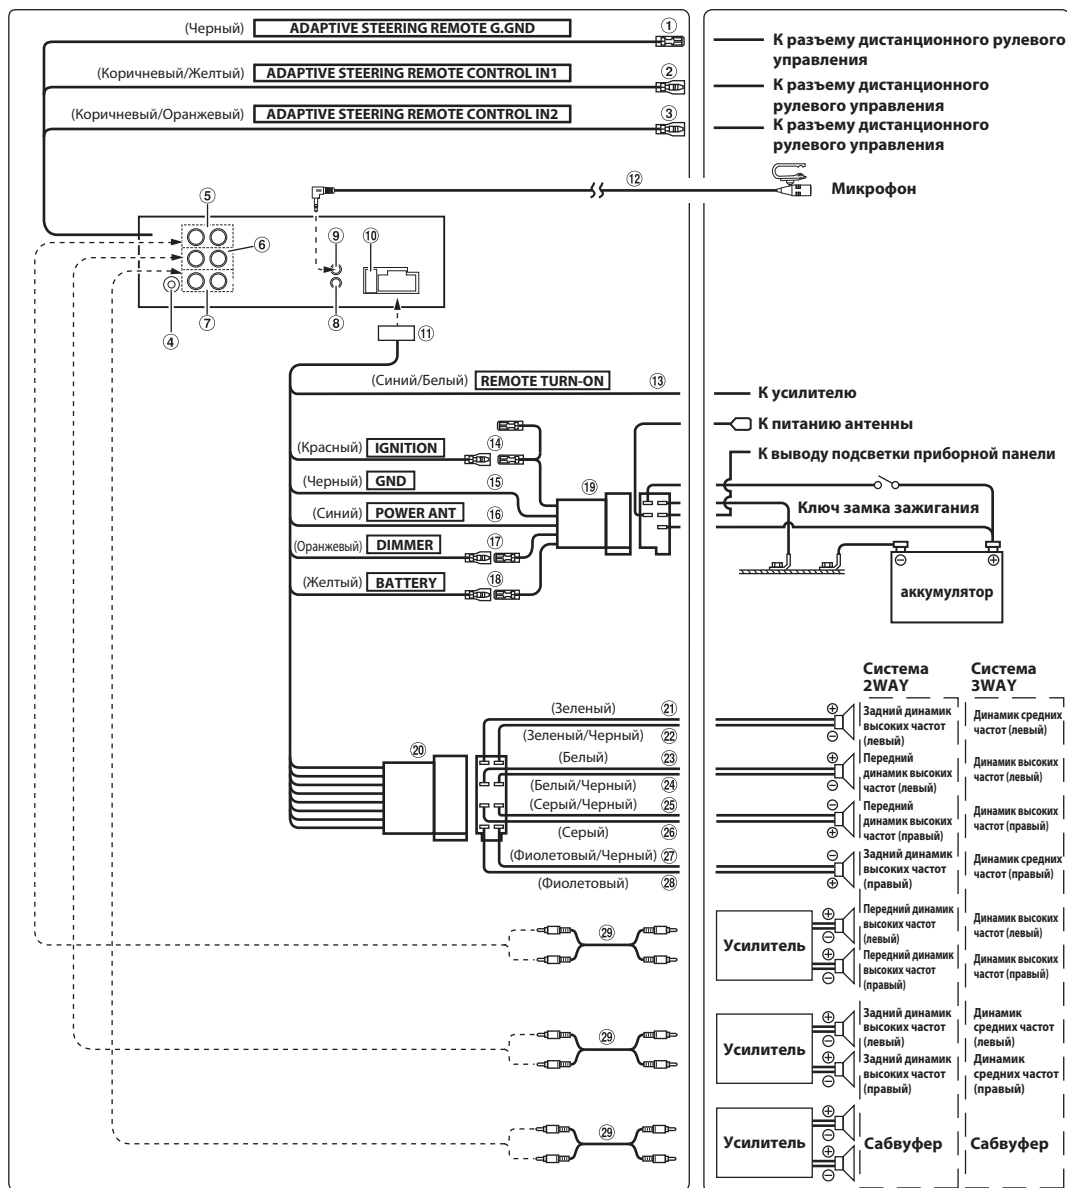 (Черный) ADAPTIVE STEERING REMOTE G.GND ①
К разъему дистанционного рулевого
управления
(Коричневый/Желтый) ADAPTIVE STEERING REMOTE CONTROL IN1 ②
К разъему дистанционного
рулевого управления
(Коричневый/Оранжевый) ADAPTIVE STEERING REMOTE CONTROL IN2 ③
К разъему дистанционного
рулевого управления
⑫
Микрофон
⑤
⑥
⑨
⑩
④
⑦
⑧
⑪
(Синий/Белый) REMOTE TURN-ON ⑬
К усилителю
К питанию антенны
(Красный) IGNITION ⑭
К выводу подсветки приборной панели
(Черный) GND ⑮
⑲
Ключ замка зажигания
(Синий) POWER ANT ⑯
(Оранжевый) DIMMER ⑰
⊖ ⊕
(Желтый) BATTERY ⑱
аккумулятор
Система
2WAY
Система
3WAY
⑳
(Зеленый) ㉑
(Зеленый/Черный) ㉒
⊕
⊖
Задний динамик
высоких частот
(левый)
Динамик средних
частот (левый)
(Белый) ㉓
(Белый/Черный) ㉔
⊕
⊖
Передний
динамик высоких
частот (левый)
Динамик высоких
частот (левый)
(Серый/Черный) ㉕
(Серый) ㉖
⊖
⊕
Передний
динамик высоких
частот (правый)
Динамик высоких
частот (правый)
(Фиолетовый/Черный) ㉗
(Фиолетовый) ㉘
⊖
⊕
Задний динамик
высоких частот
(правый)
Динамик средних
частот (правый)
㉙
Усилитель
⊕
⊖
Передний динамик
высоких частот
(левый)
Динамик высоких
частот (левый)
⊕
⊖
Передний динамик
высоких частот
(правый)
Динамик высоких
частот (правый)
㉙
Усилитель
⊕
⊖
Задний динамик
высоких частот
(левый)
Динамик
средних частот
(левый)
⊕
⊖
Задний динамик
высоких частот
(правый)
Динамик
средних частот
(правый)
㉙
Усилитель
⊕
⊖
⊕
⊖
Сабвуфер
Сабвуфер